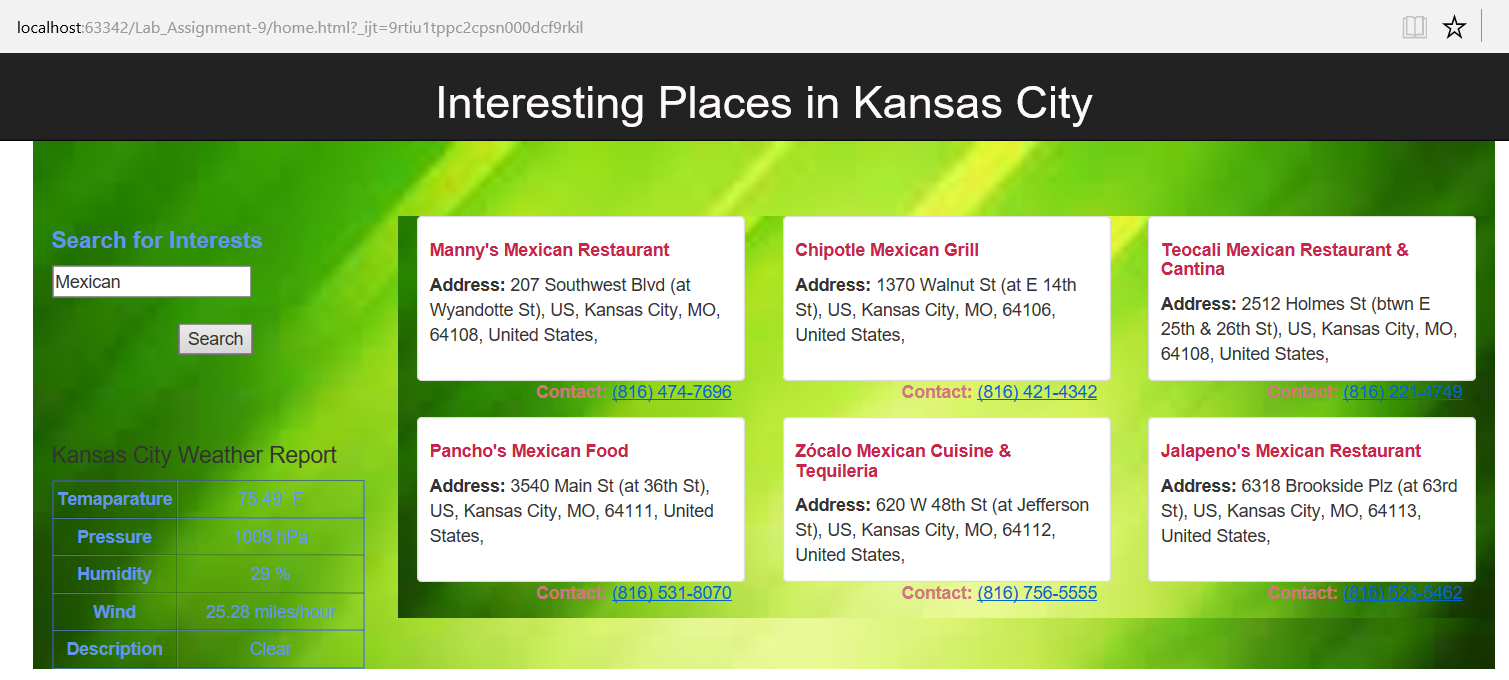 localhost:63342/Lab_Assignment-9/home.html?_ijt=9rtiu1tppc2cpsn000dcf9rkil
Interesting Places in Kansas City
Search for Interests
Mexican
Search
Kansas City Weather Report
Temaparature 75.49° F
Pressure 1008 hPa
Humidity 29 %
Wind 25.28 miles/hour
Description Clear
Manny's Mexican Restaurant
Address: 207 Southwest Blvd (at
Wyandotte St), US, Kansas City, MO,
64108, United States,
Contact: (816) 474-7696
Chipotle Mexican Grill
Address: 1370 Walnut St (at E 14th
St), US, Kansas City, MO, 64106,
United States,
Contact: (816) 421-4342
Teocali Mexican Restaurant &
Cantina
Address: 2512 Holmes St (btwn E
25th & 26th St), US, Kansas City, MO,
64108, United States,
Contact: (816) 221-4749
Pancho's Mexican Food
Address: 3540 Main St (at 36th St),
US, Kansas City, MO, 64111, United
States,
Contact: (816) 531-8070
Zócalo Mexican Cuisine &
Tequileria
Address: 620 W 48th St (at Jefferson
St), US, Kansas City, MO, 64112,
United States,
Contact: (816) 756-5555
Jalapeno's Mexican Restaurant
Address: 6318 Brookside Plz (at 63rd
St), US, Kansas City, MO, 64113,
United States,
Contact: (816) 523-5462